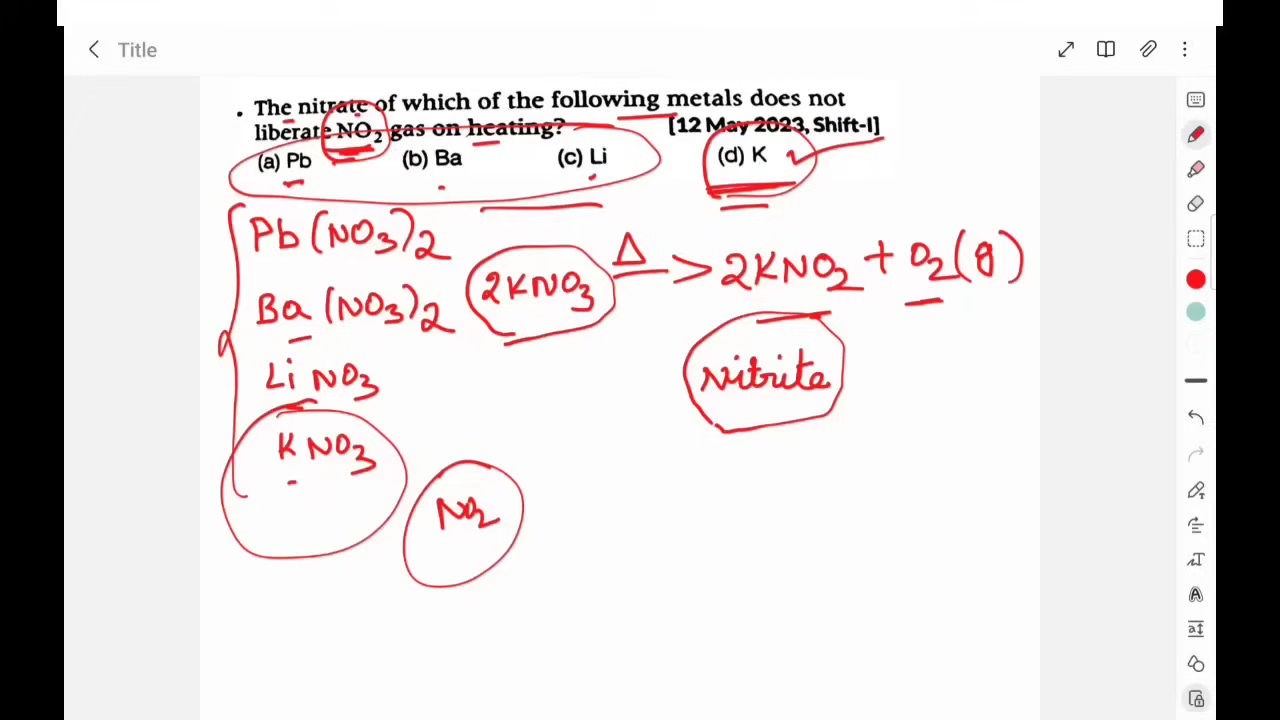 Title
. The nitrate of which of the following metals does not
liberate NO₂ gas on heating? [12 May 2023, Shift-I]
(a) Pb (b) Ba (c) Li (d) K
Pb(NO3)2
2KNO3 Δ > 2KNO2 + O2(g)
Ba(NO3)2
Nitrite
LiNO3
KNO3
NO2